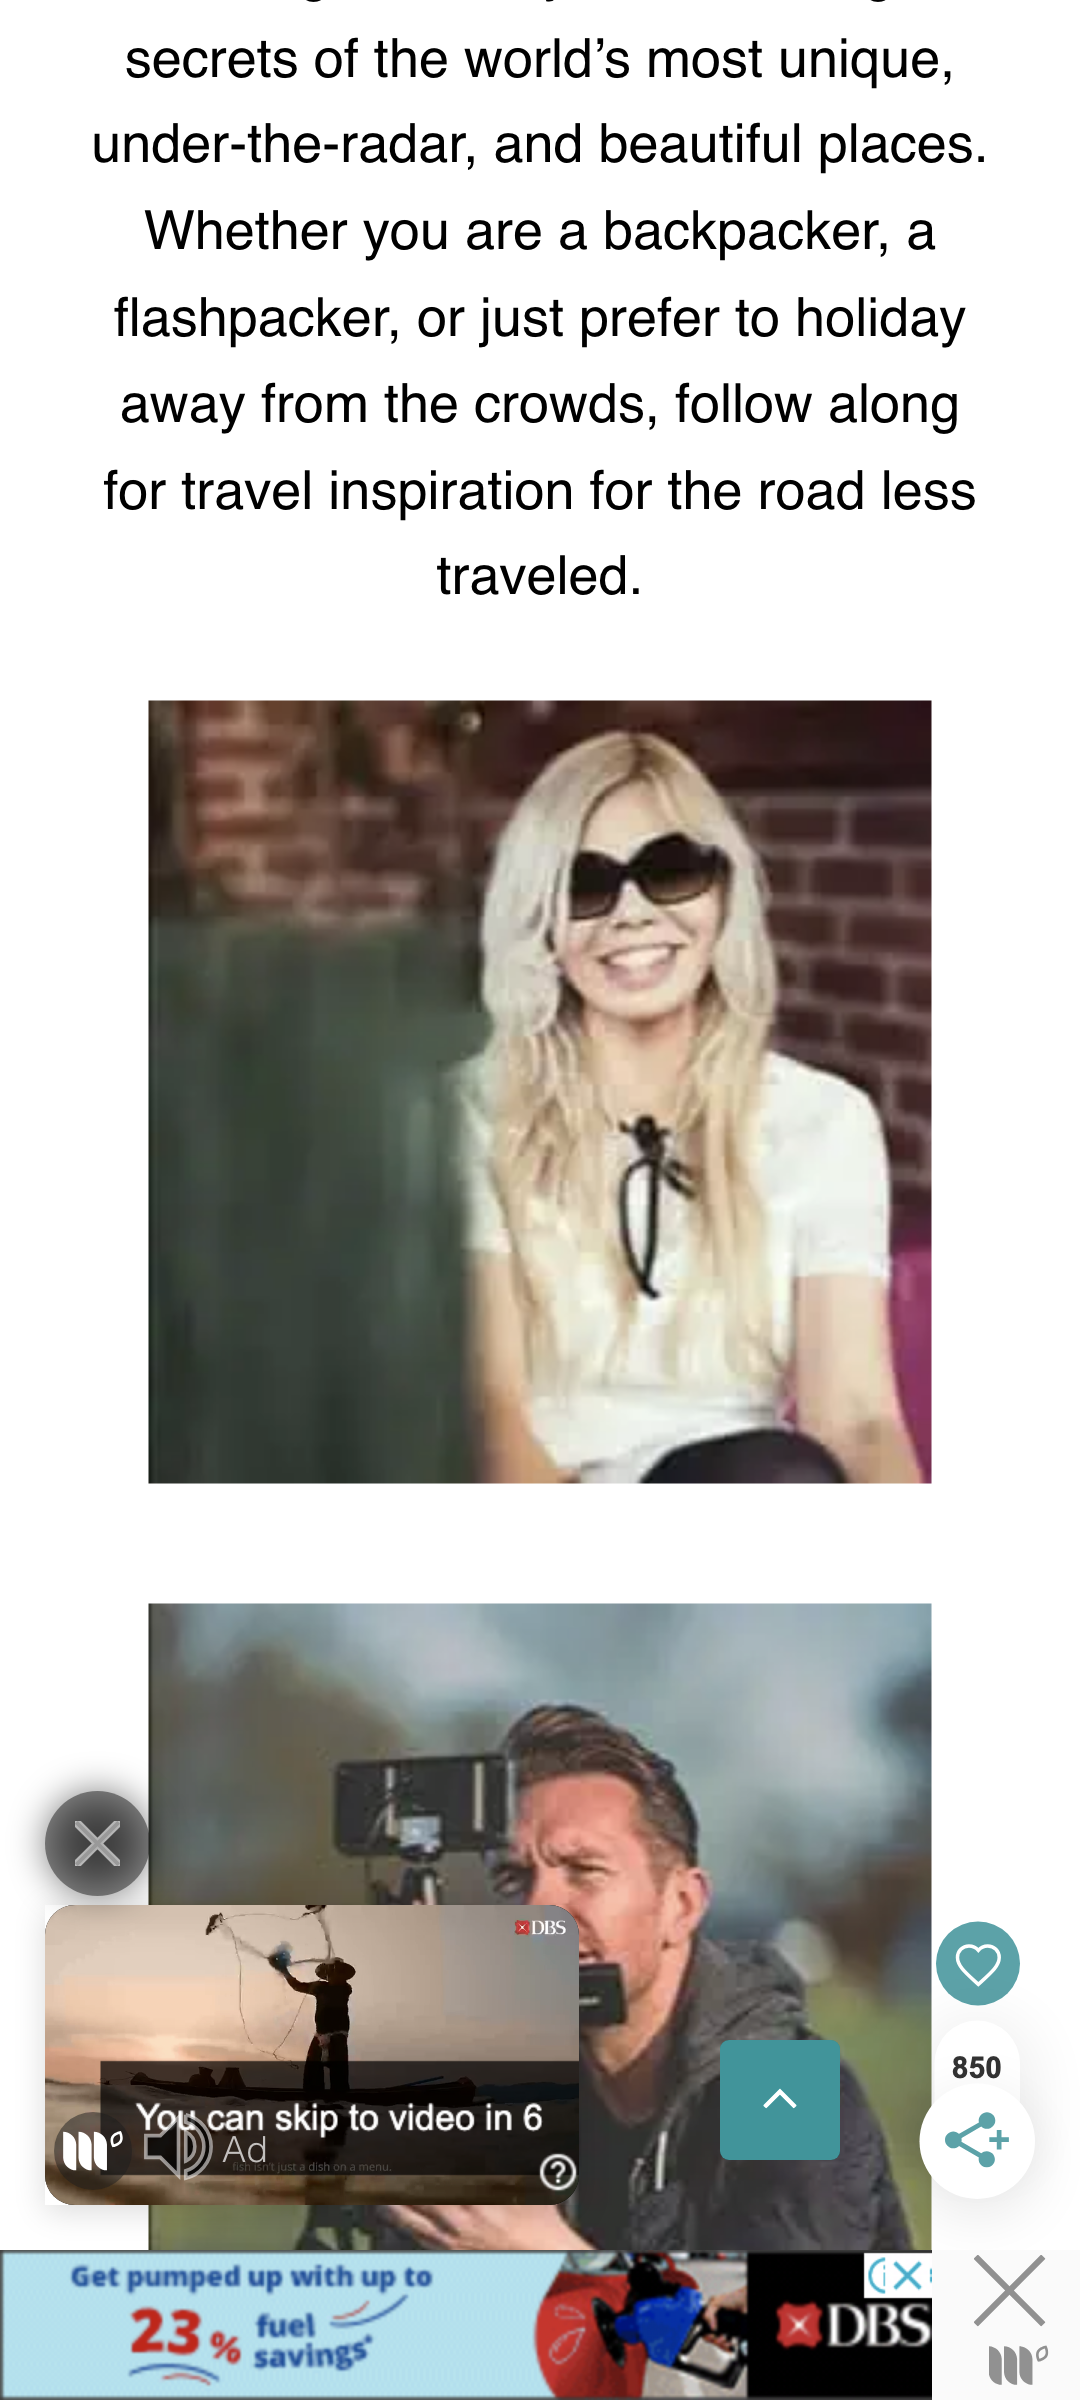 secrets of the world’s most unique,
under-the-radar, and beautiful places.
Whether you are a backpacker, a
flashpacker, or just prefer to holiday
away from the crowds, follow along
for travel inspiration for the road less
traveled.
DBS
You can skip to video in 6
Ad
fish isn't just a dish on a menu.
850
Get pumped up with up to
23% fuel
savings*
DBS